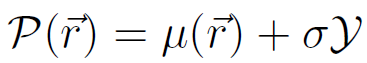 𝒫(r⃗) = μ(r⃗) + σ𝒴